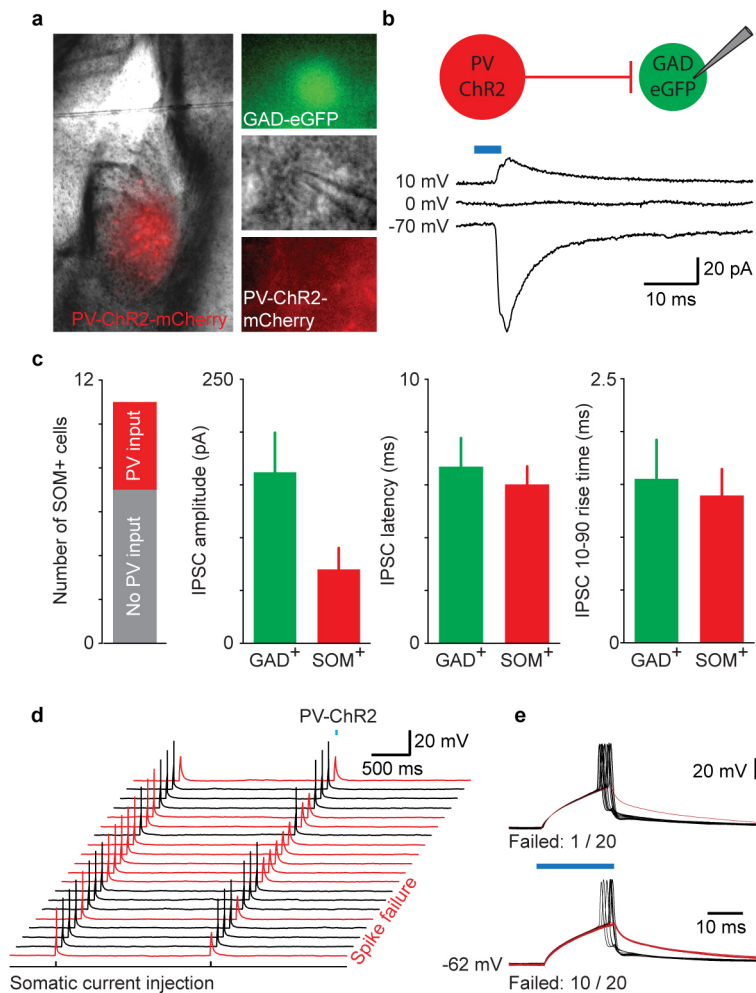 a
GAD-eGFP
PV-ChR2-mCherry
PV-ChR2-
mCherry
b
PV
ChR2
GAD
eGFP
10 mV
0 mV
-70 mV
20 pA
10 ms
c
Number of SOM+ cells
12
0
PV input
No PV input
IPSC amplitude (pA)
250
0
GAD+
SOM+
IPSC latency (ms)
10
0
GAD+
SOM+
IPSC 10-90 rise time (ms)
2.5
0
GAD+
SOM+
d
PV-ChR2
20 mV
500 ms
Spike failure
Somatic current injection
e
20 mV
Failed: 1 / 20
10 ms
-62 mV
Failed: 10 / 20